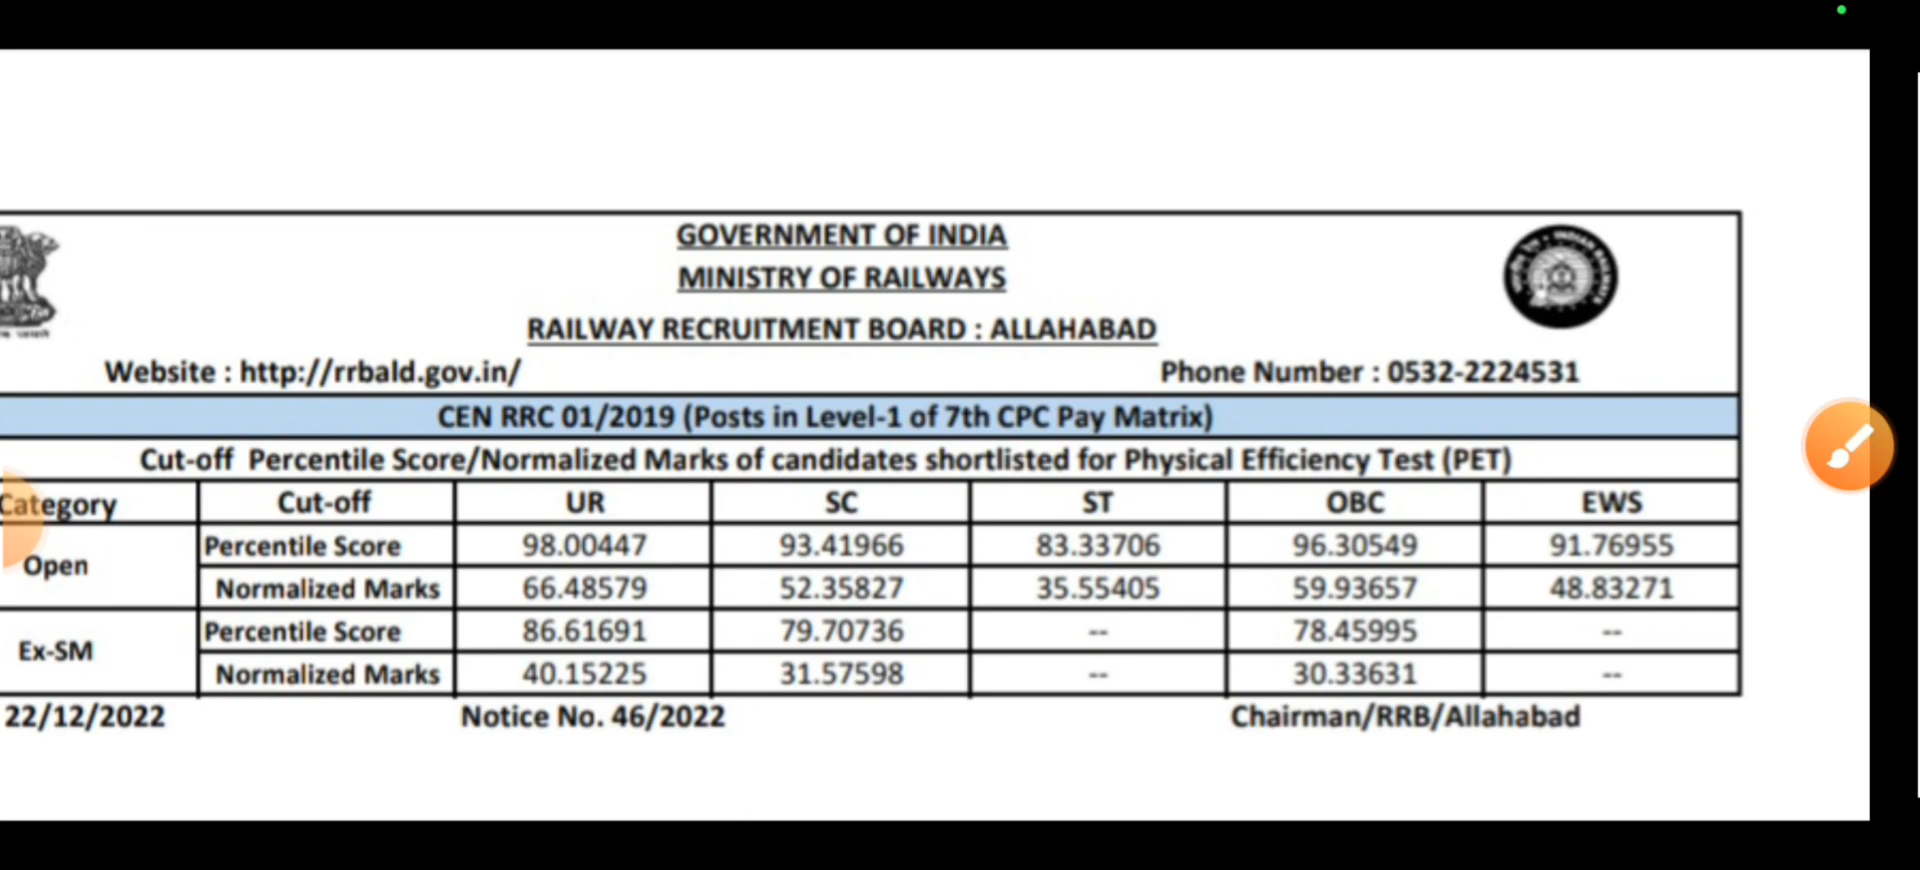 GOVERNMENT OF INDIA
MINISTRY OF RAILWAYS
RAILWAY RECRUITMENT BOARD : ALLAHABAD
Website : http://rrbald.gov.in/ Phone Number : 0532-2224531
CEN RRC 01/2019 (Posts in Level-1 of 7th CPC Pay Matrix)
Cut-off Percentile Score/Normalized Marks of candidates shortlisted for Physical Efficiency Test (PET)
Category Cut-off UR SC ST OBC EWS
Open Percentile Score 98.00447 93.41966 83.33706 96.30549 91.76955
Normalized Marks 66.48579 52.35827 35.55405 59.93657 48.83271
Ex-SM Percentile Score 86.61691 79.70736 -- 78.45995 --
Normalized Marks 40.15225 31.57598 -- 30.33631 --
22/12/2022 Notice No. 46/2022 Chairman/RRB/Allahabad